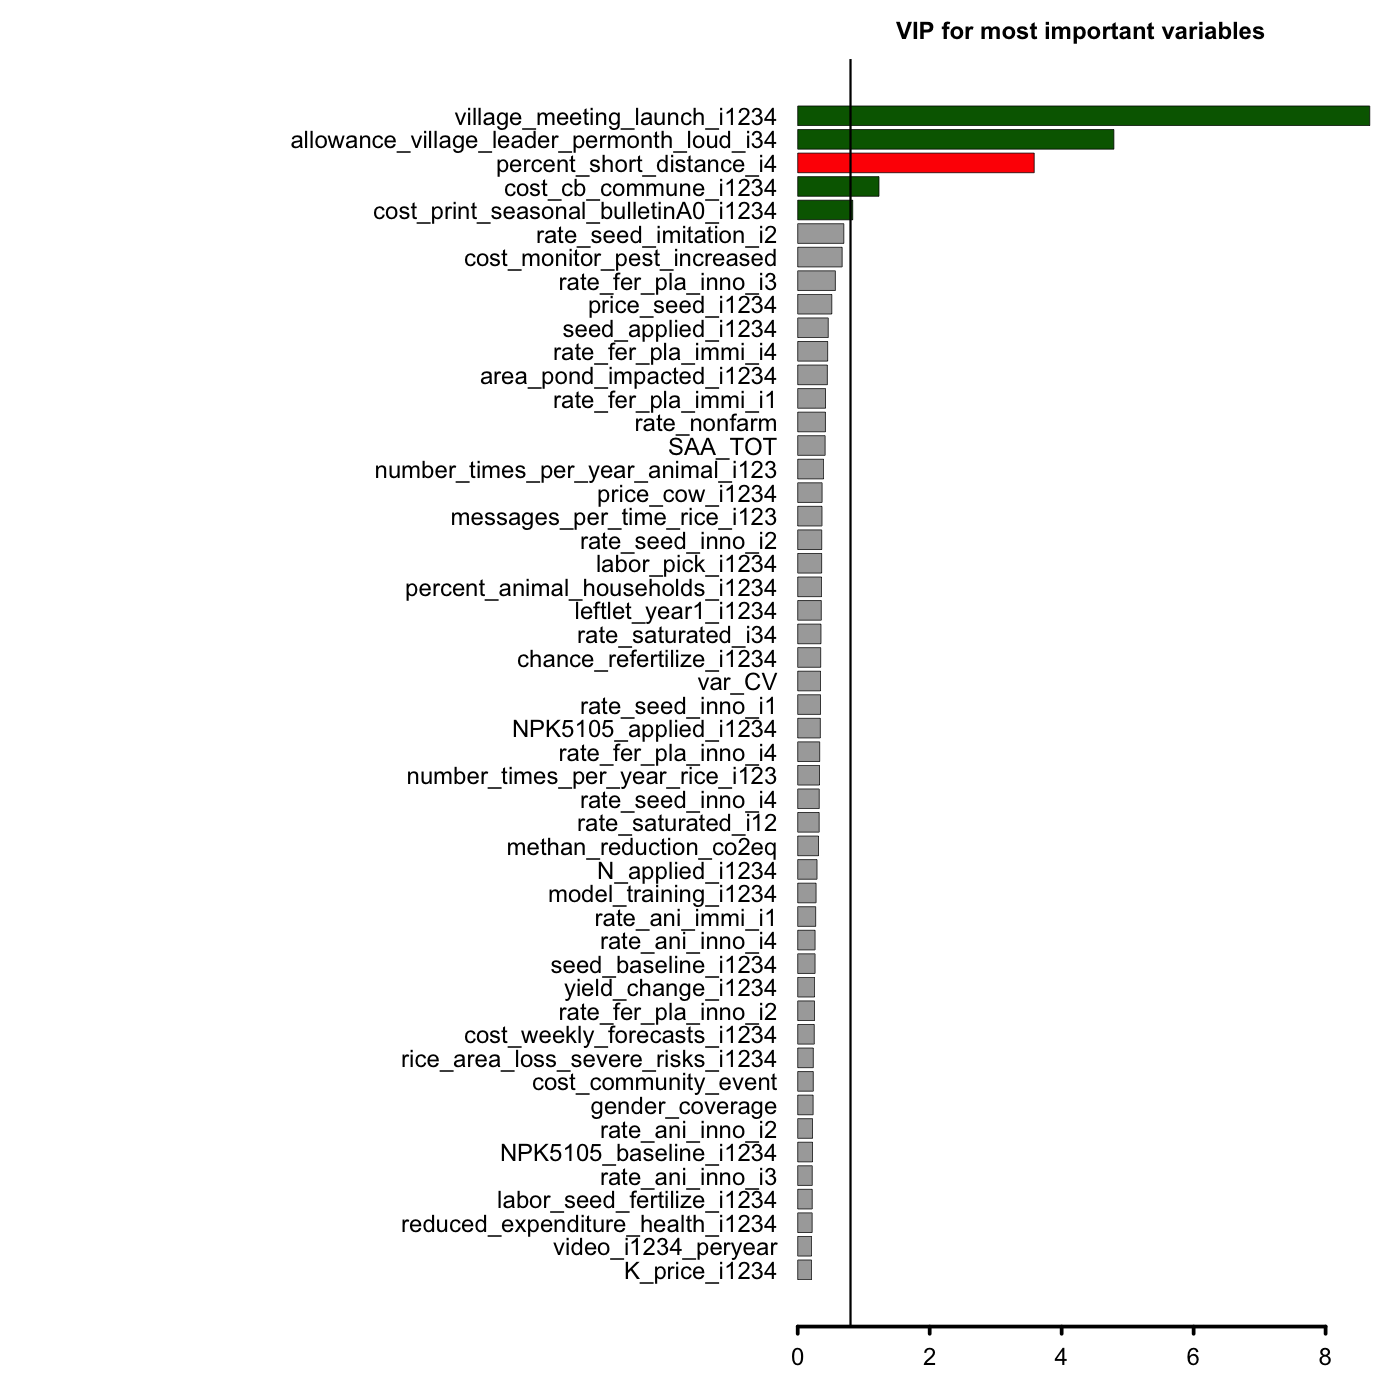 VIP for most important variables
village_meeting_launch_i1234
allowance_village_leader_permonth_loud_i34
percent_short_distance_i4
cost_cb_commune_i1234
cost_print_seasonal_bulletinA0_i1234
rate_seed_imitation_i2
cost_monitor_pest_increased
rate_fer_pla_inno_i3
price_seed_i1234
seed_applied_i1234
rate_fer_pla_immi_i4
area_pond_impacted_i1234
rate_fer_pla_immi_i1
rate_nonfarm
SAA_TOT
number_times_per_year_animal_i123
price_cow_i1234
messages_per_time_rice_i123
rate_seed_inno_i2
labor_pick_i1234
percent_animal_households_i1234
leftlet_year1_i1234
rate_saturated_i34
chance_refertilize_i1234
var_CV
rate_seed_inno_i1
NPK5105_applied_i1234
rate_fer_pla_inno_i4
number_times_per_year_rice_i123
rate_seed_inno_i4
rate_saturated_i12
methan_reduction_co2eq
N_applied_i1234
model_training_i1234
rate_ani_immi_i1
rate_ani_inno_i4
seed_baseline_i1234
yield_change_i1234
rate_fer_pla_inno_i2
cost_weekly_forecasts_i1234
rice_area_loss_severe_risks_i1234
cost_community_event
gender_coverage
rate_ani_inno_i2
NPK5105_baseline_i1234
rate_ani_inno_i3
labor_seed_fertilize_i1234
reduced_expenditure_health_i1234
video_i1234_peryear
K_price_i1234
0 2 4 6 8